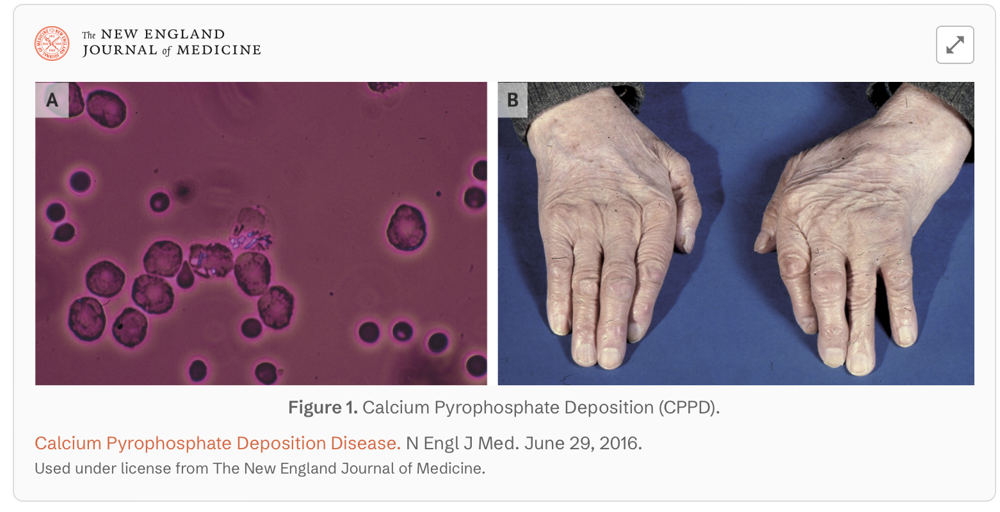 The NEW ENGLAND
JOURNAL of MEDICINE
A
B
Figure 1. Calcium Pyrophosphate Deposition (CPPD).
Calcium Pyrophosphate Deposition Disease. N Engl J Med. June 29, 2016.
Used under license from The New England Journal of Medicine.